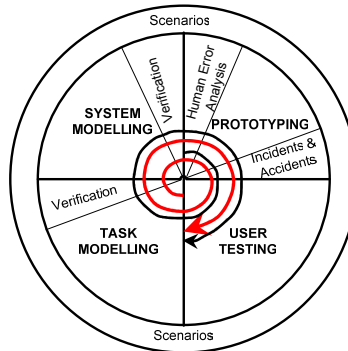 Scenarios
Verification
Human Error
Analysis
SYSTEM
MODELLING
PROTOTYPING
Incidents &
Accidents
Verification
TASK
MODELLING
USER
TESTING
Scenarios